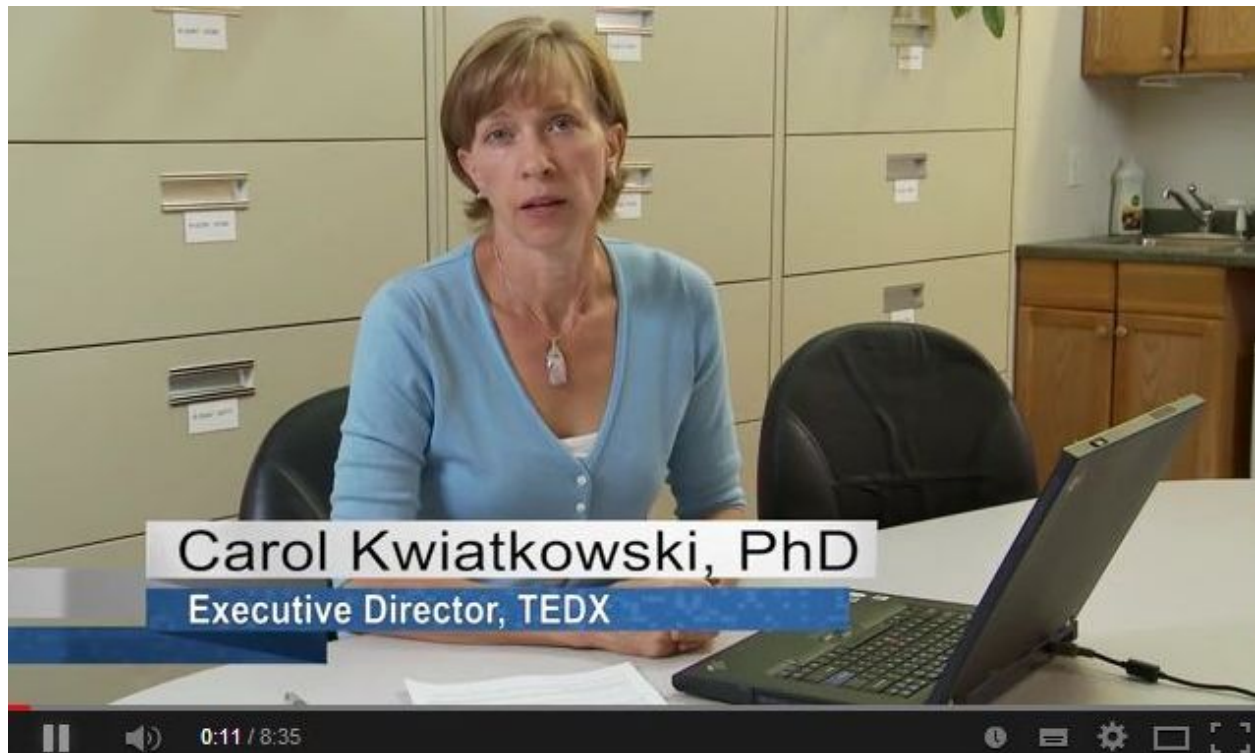 Carol Kwiatkowski, PhD
Executive Director, TEDX
0:11 / 8:35